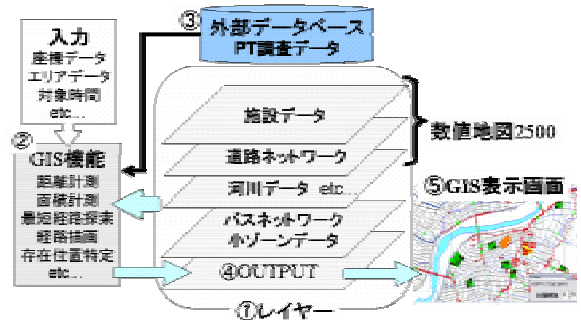 入力
座標データ
エリアデータ
対象時間
etc...
③
外部データベース
PT調査データ
②
GIS機能
距離計測
面積計測
最短経路探索
経路描画
存在位置特定
etc...
施設データ
道路ネットワーク
河川データ etc...
バスネットワーク
小ゾーンデータ
④OUTPUT
①レイヤー
数値地図2500
⑤GIS表示画面